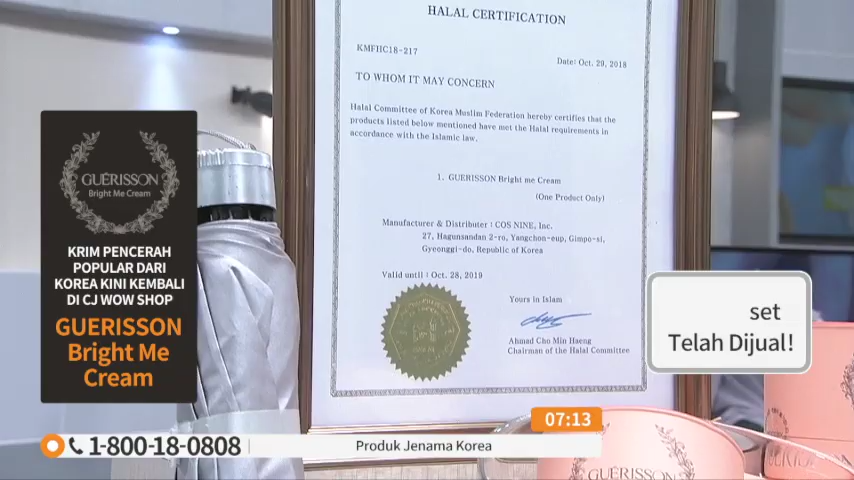 HALAL CERTIFICATION
KMFHC18-217
Date: Oct. 29, 2018
TO WHOM IT MAY CONCERN
Halal Committee of Korea Muslim Federation hereby certifies that the
products listed below mentioned have met the Halal requirements in
accordance with the Islamic law.
1. GUERISSON Bright me Cream
(One Product Only)
Manufacturer & Distributer : COS NINE, Inc.
27, Hagunsandan 2-ro, Yangchon-eup, Gimpo-si,
Gyeonggi-do, Republic of Korea
Valid until : Oct. 28, 2019
Yours in Islam
Ahmad Cho Min Haeng
Chairman of the Halal Committee
GUÉRISSON
Bright Me Cream
KRIM PENCERAH
POPULAR DARI
KOREA KINI KEMBALI
DI CJ WOW SHOP
GUERISSON
Bright Me
Cream
set
Telah Dijual!
07:13
1-800-18-0808
Produk Jenama Korea
GUÉRISSON